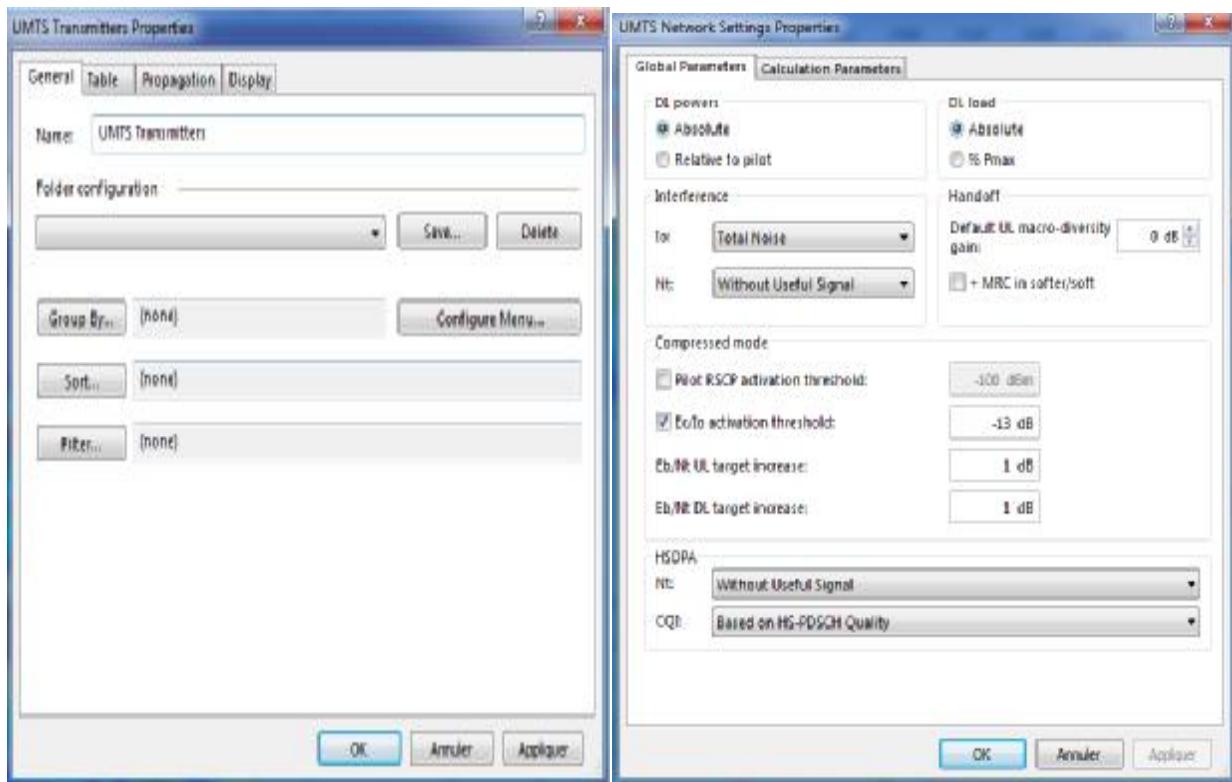 UMTS Transmitters Properties
General Table Propagation Display
Name: UMTS Transmitters
Folder configuration
Save... Delete
Group By... (none) Configure Menu...
Sort... (none)
Filter... (none)
OK Annuler Appliquer
UMTS Network Settings Properties
Global Parameters Calculation Parameters
DL powers
Absolute
Relative to pilot
DL load
Absolute
% Pmax
Interference
Io: Total Noise
Nt: Without Useful Signal
Handoff
Default UL macro-diversity
gain: 0 dB
+ MRC in softer/soft
Compressed mode
Pilot RSCP activation threshold: -100 dBm
Ec/Io activation threshold: -13 dB
Eb/Nt UL target increase: 1 dB
Eb/Nt DL target increase: 1 dB
HSDPA
Nt: Without Useful Signal
CQI: Based on HS-PDSCH Quality
OK Annuler Appliquer